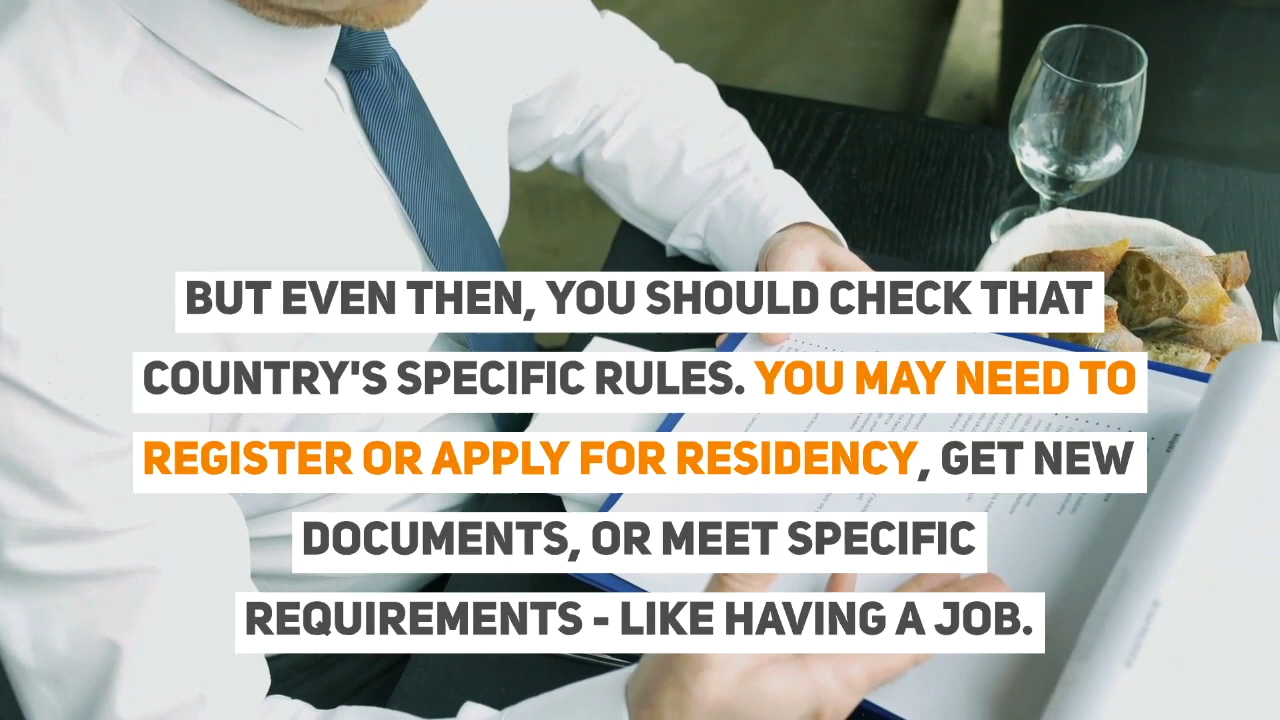 BUT EVEN THEN, YOU SHOULD CHECK THAT
COUNTRY'S SPECIFIC RULES. YOU MAY NEED TO
REGISTER OR APPLY FOR RESIDENCY, GET NEW
DOCUMENTS, OR MEET SPECIFIC
REQUIREMENTS - LIKE HAVING A JOB.